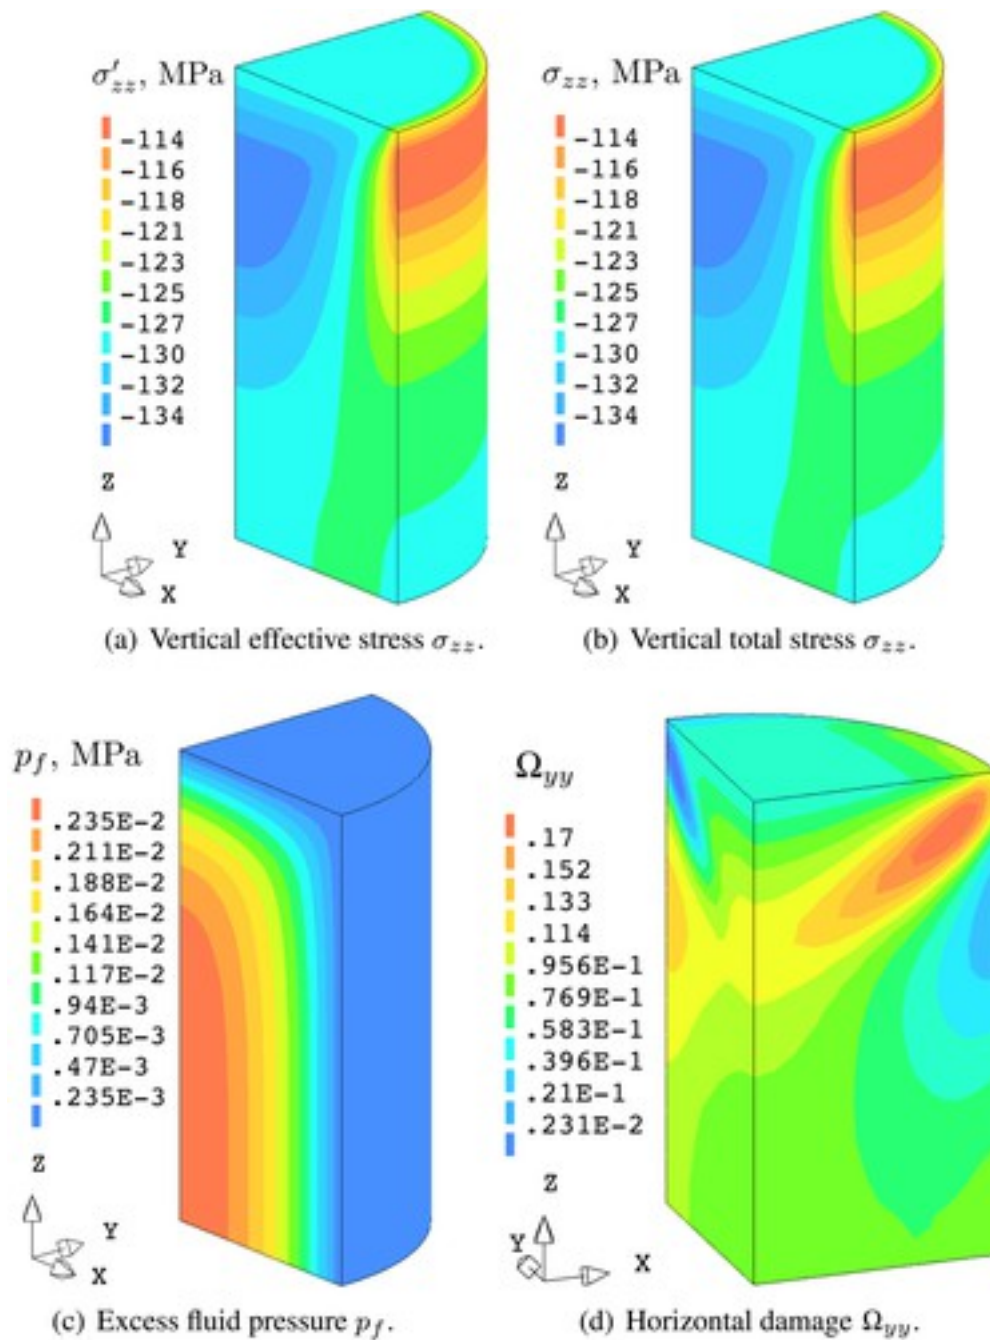 σ′zz, MPa
-114
-116
-118
-121
-123
-125
-127
-130
-132
-134
Z
Y
X
(a) Vertical effective stress σzz.
σzz, MPa
-114
-116
-118
-121
-123
-125
-127
-130
-132
-134
Z
Y
X
(b) Vertical total stress σzz.
pf, MPa
.235E-2
.211E-2
.188E-2
.164E-2
.141E-2
.117E-2
.94E-3
.705E-3
.47E-3
.235E-3
Z
Y
X
(c) Excess fluid pressure pf.
Ωyy
.17
.152
.133
.114
.956E-1
.769E-1
.583E-1
.396E-1
.21E-1
.231E-2
Z
Y
X
(d) Horizontal damage Ωyy.